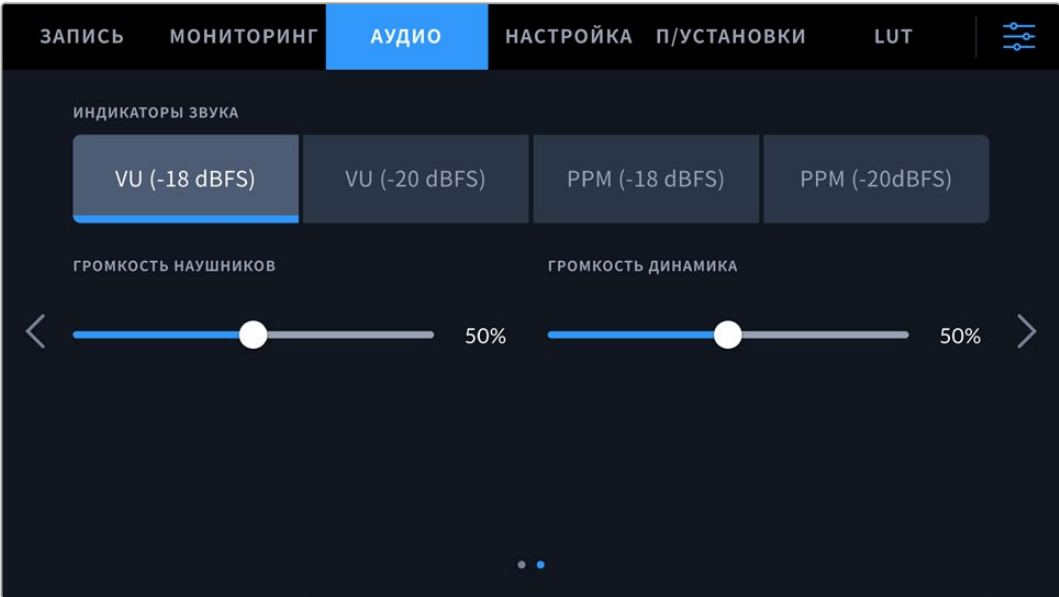 ЗАПИСЬ МОНИТОРИНГ АУДИО НАСТРОЙКА П/УСТАНОВКИ LUT
ИНДИКАТОРЫ ЗВУКА
VU (-18 dBFS) VU (-20 dBFS) PPM (-18 dBFS) PPM (-20dBFS)
ГРОМКОСТЬ НАУШНИКОВ ГРОМКОСТЬ ДИНАМИКА
50% 50%